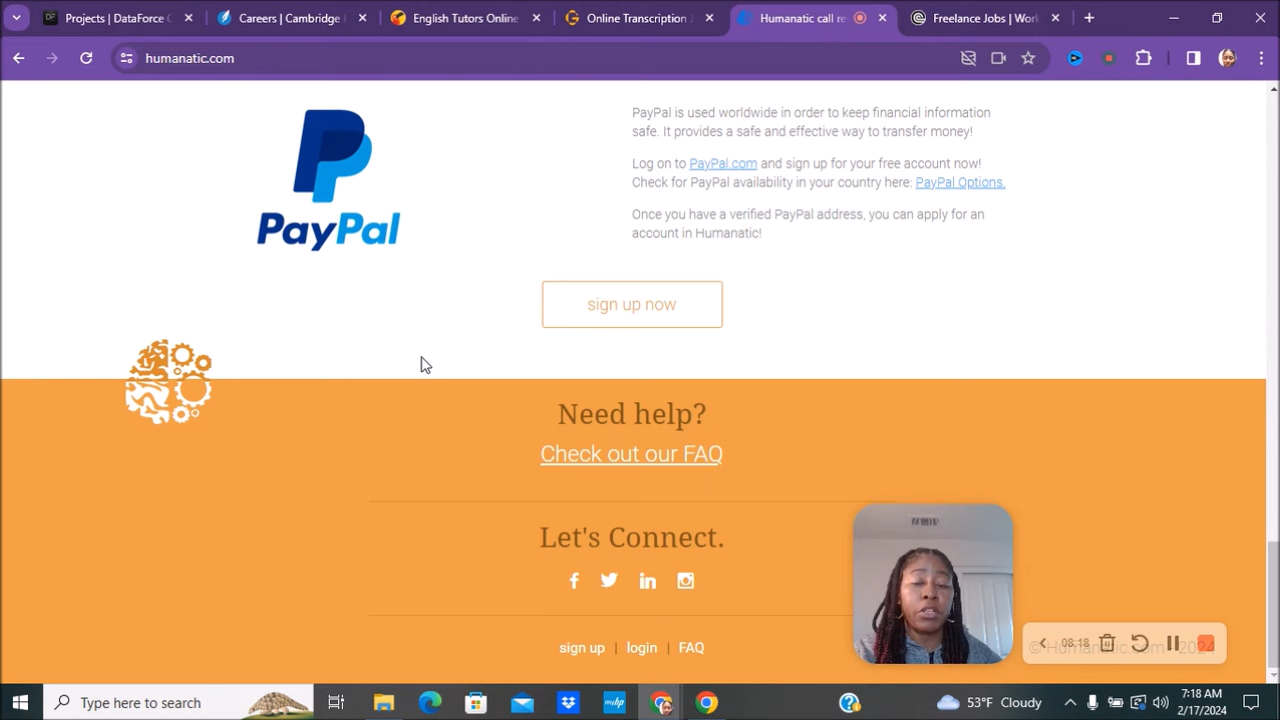 Projects | DataForce C
Careers | Cambridge
English Tutors Online
Online Transcription J
Humanatic call re
Freelance Jobs | Work
humanatic.com
PayPal
PayPal is used worldwide in order to keep financial information
safe. It provides a safe and effective way to transfer money!
Log on to PayPal.com and sign up for your free account now!
Check for PayPal availability in your country here: PayPal Options.
Once you have a verified PayPal address, you can apply for an
account in Humanatic!
sign up now
Need help?
Check out our FAQ
Let's Connect.
sign up | login | FAQ
08:18
© Humanatic.Com - 2024
Type here to search
53°F Cloudy
7:18 AM
2/17/2024